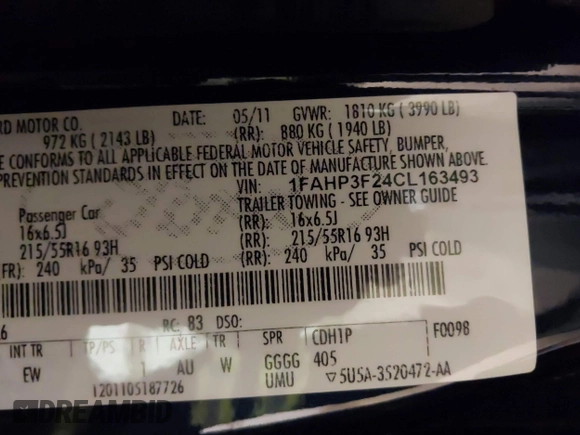 RD MOTOR CO.
DATE: 05/11 GVWR: 1810 KG ( 3990 LB)
972 KG ( 2143 LB) (RR): 880 KG ( 1940 LB)
E CONFORMS TO ALL APPLICABLE FEDERAL MOTOR VEHICLE SAFETY, BUMPER,
PREVENTION STANDARDS IN EFFECT ON THE DATE OF MANUFACTURE SHOWN ABOVE.
VIN: 1FAHP3F24CL163493
TRAILER TOWING - SEE OWNER GUIDE
Passenger Car
16x6.5J (RR): 16x6.5J
215/55R16 93H (RR): 215/55R16 93H
FR): 240 kPa/ 35 PSI COLD (RR): 240 kPa/ 35 PSI COLD
6 RC: 83 DSO:
F0098
INT TR TP/PS R AXLE TR SPR CDH1P
EW 1 AU W GGGG 405
UMU ▽5U5A-3520472-AA
1201105187726
DREAMBID